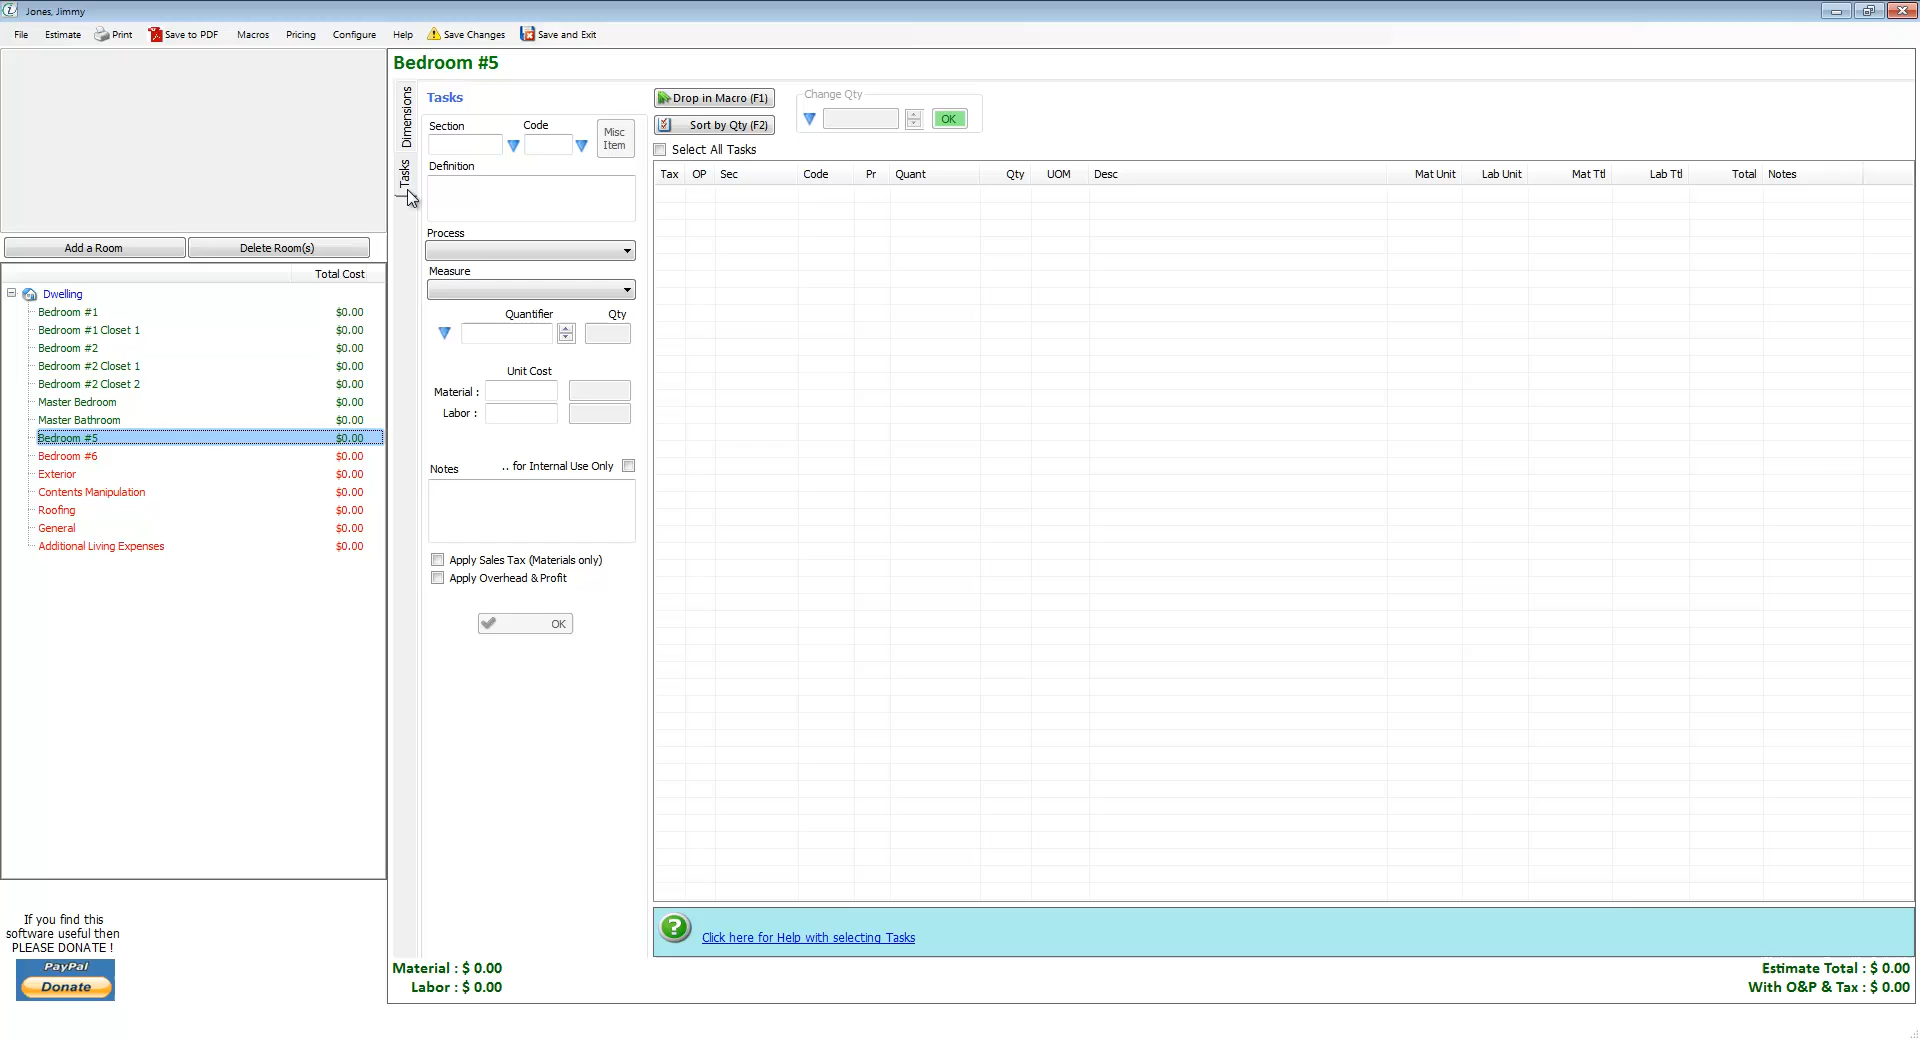 Jones, Jimmy
File Estimate Print Save to PDF Macros Pricing Configure Help Save Changes Save and Exit
Bedroom #5
Dimensions
Tasks
Tasks
Section Code
Misc
Item
Definition
Process
Measure
Quantifier Qty
Unit Cost
Material :
Labor :
Notes .. for Internal Use Only
Apply Sales Tax (Materials only)
Apply Overhead & Profit
OK
Drop in Macro (F1)
Sort by Qty (F2)
Change Qty
OK
Select All Tasks
Tax OP Sec Code Pr Quant Qty UOM Desc Mat Unit Lab Unit Mat Ttl Lab Ttl Total Notes
Add a Room Delete Room(s)
Total Cost
Dwelling
Bedroom #1 $0.00
Bedroom #1 Closet 1 $0.00
Bedroom #2 $0.00
Bedroom #2 Closet 1 $0.00
Bedroom #2 Closet 2 $0.00
Master Bedroom $0.00
Master Bathroom $0.00
Bedroom #5 $0.00
Bedroom #6 $0.00
Exterior $0.00
Contents Manipulation $0.00
Roofing $0.00
General $0.00
Additional Living Expenses $0.00
If you find this
software useful then
PLEASE DONATE !
PayPal
Donate
Click here for Help with selecting Tasks
Material : $ 0.00
Labor : $ 0.00
Estimate Total : $ 0.00
With O&P & Tax : $ 0.00